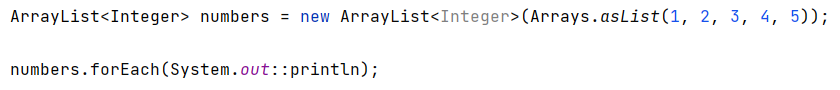 ArrayList<Integer> numbers = new ArrayList<Integer>(Arrays.asList(1, 2, 3, 4, 5));
numbers.forEach(System.out::println);